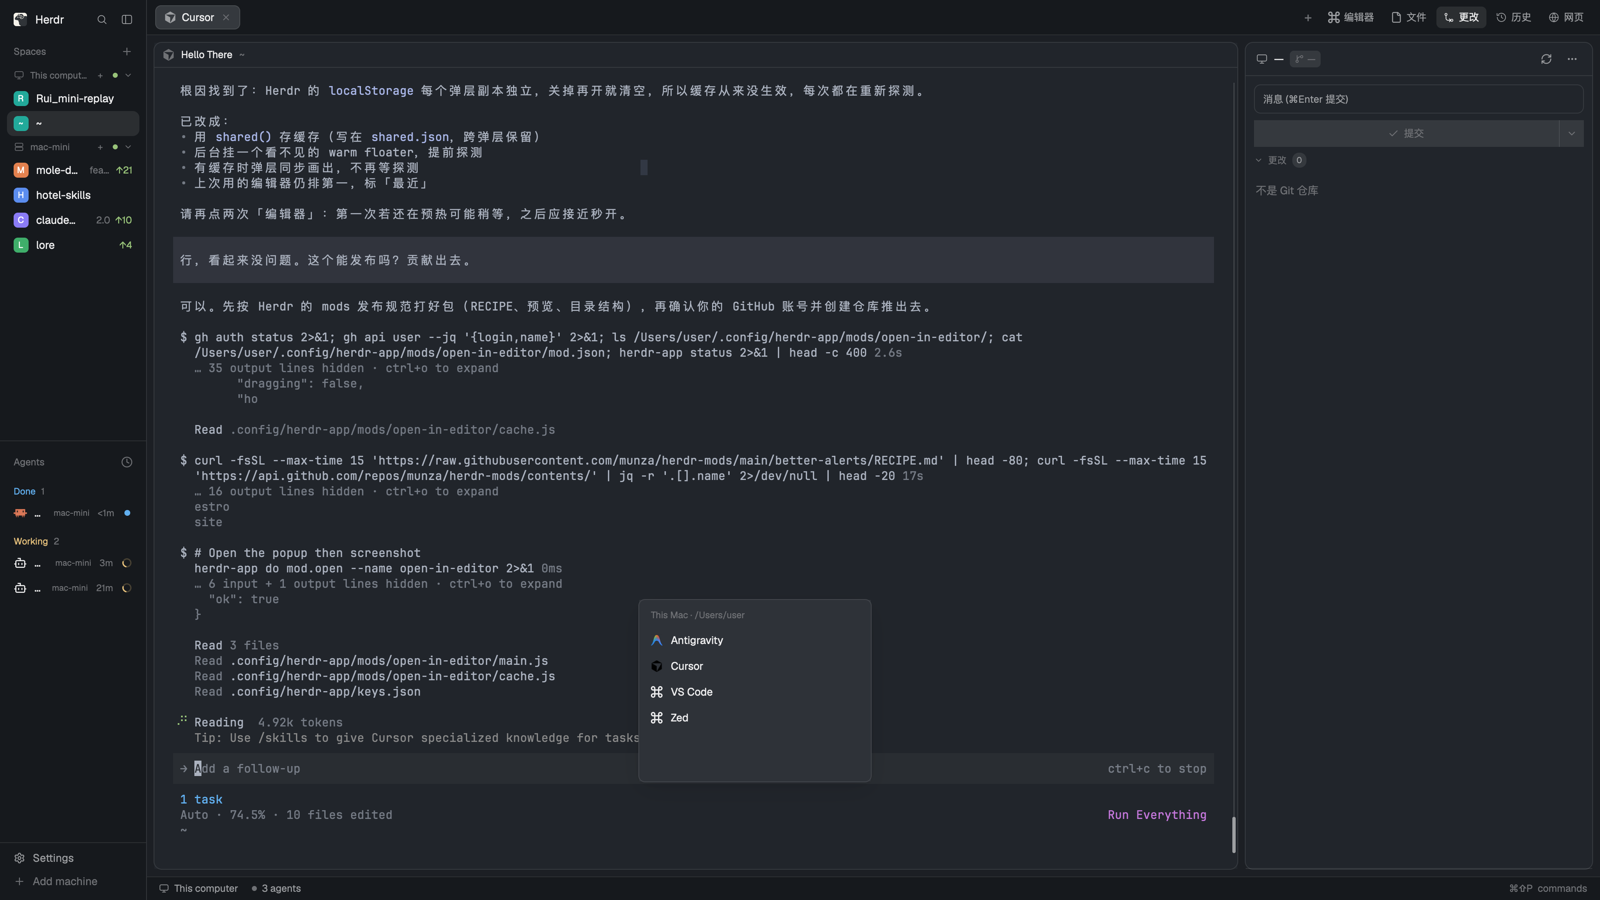 Herdr
Cursor
编辑器
文件
更改
历史
网页
Spaces
This comput...
Rui_mini-replay
~
mac-mini
M mole-d... fea... ↑21
H hotel-skills
C claude... 2.0 ↑10
L lore ↑4
Agents
Done 1
... mac-mini <1m
Working 2
... mac-mini 3m
... mac-mini 21m
Settings
Add machine
Hello There ~
根因找到了：Herdr 的 localStorage 每个弹层副本独立，关掉再开就清空，所以缓存从来没生效，每次都在重新探测。
已改成：
• 用 shared() 存缓存（写在 shared.json，跨弹层保留）
• 后台挂一个看不见的 warm floater，提前探测
• 有缓存时弹层同步画出，不再等探测
• 上次用的编辑器仍排第一，标「最近」
请再点两次「编辑器」：第一次若还在预热可能稍等，之后应接近秒开。
行，看起来没问题。这个能发布吗？贡献出去。
可以。先按 Herdr 的 mods 发布规范打好包（RECIPE、预览、目录结构），再确认你的 GitHub 账号并创建仓库推出去。
$ gh auth status 2>&1; gh api user --jq '{login,name}' 2>&1; ls /Users/user/.config/herdr-app/mods/open-in-editor/; cat
/Users/user/.config/herdr-app/mods/open-in-editor/mod.json; herdr-app status 2>&1 | head -c 400 2.6s
… 35 output lines hidden · ctrl+o to expand
"dragging": false,
"ho
Read .config/herdr-app/mods/open-in-editor/cache.js
$ curl -fsSL --max-time 15 'https://raw.githubusercontent.com/munza/herdr-mods/main/better-alerts/RECIPE.md' | head -80; curl -fsSL --max-time 15
'https://api.github.com/repos/munza/herdr-mods/contents/' | jq -r '.[].name' 2>/dev/null | head -20 17s
… 16 output lines hidden · ctrl+o to expand
estro
site
$ # Open the popup then screenshot
herdr-app do mod.open --name open-in-editor 2>&1 0ms
… 6 input + 1 output lines hidden · ctrl+o to expand
"ok": true
}
Read 3 files
Read .config/herdr-app/mods/open-in-editor/main.js
Read .config/herdr-app/mods/open-in-editor/cache.js
Read .config/herdr-app/keys.json
Reading 4.92k tokens
Tip: Use /skills to give Cursor specialized knowledge for tasks
This Mac · /Users/user
Antigravity
Cursor
VS Code
Zed
→ Add a follow-up
ctrl+c to stop
1 task
Auto · 74.5% · 10 files edited
Run Everything
~
消息 (⌘Enter 提交)
提交
更改 0
不是 Git 仓库
This computer
3 agents
⌘⇧P commands